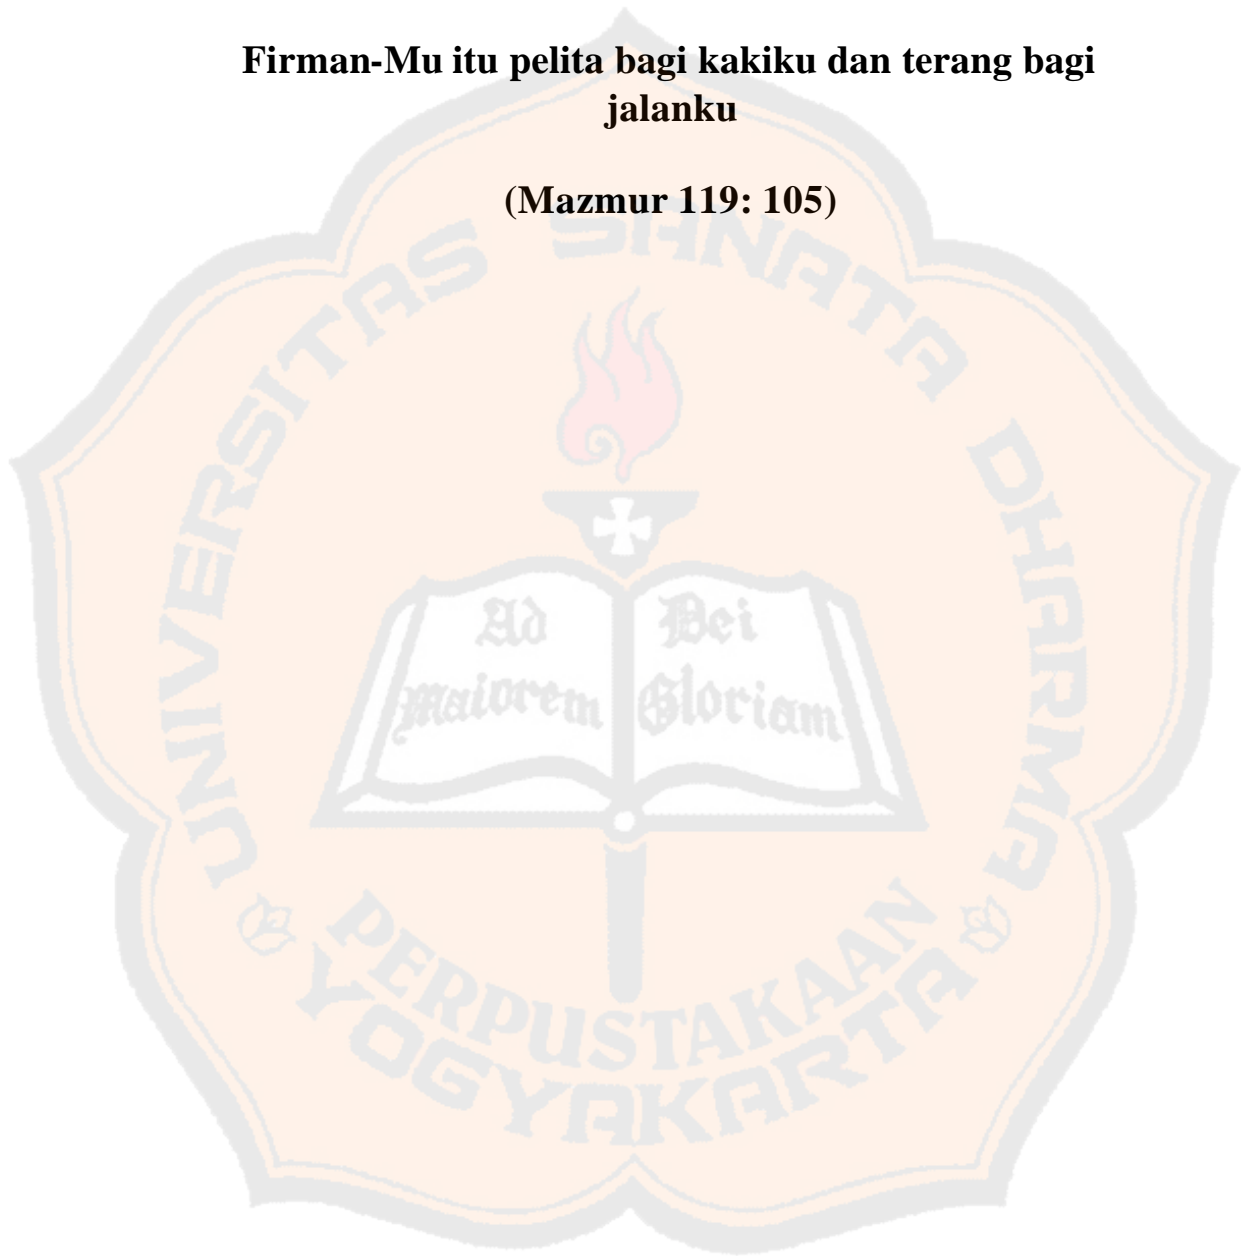 Firman-Mu itu pelita bagi kakiku dan terang bagi
jalanku
(Mazmur 119: 105)
UNIVERSITAS SANATA DHARMA
Ad Dei
maiorem Gloriam
PERPUSTAKAAN
YOGYAKARTA